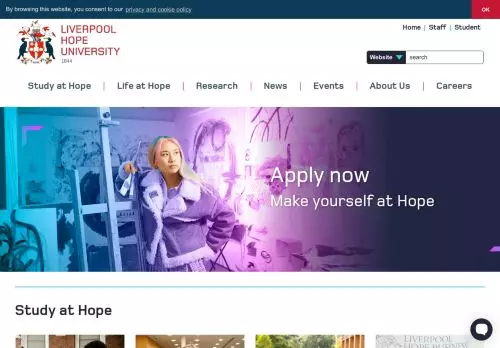 By browsing this website, you consent to our privacy and cookie policy
OK
LIVERPOOL
HOPE
UNIVERSITY
1844
Home | Staff | Student
Website
search
Study at Hope | Life at Hope | Research | News | Events | About Us | Careers
Apply now
Make yourself at Hope
Study at Hope
LIVERPOOL
HOPE BUSINE